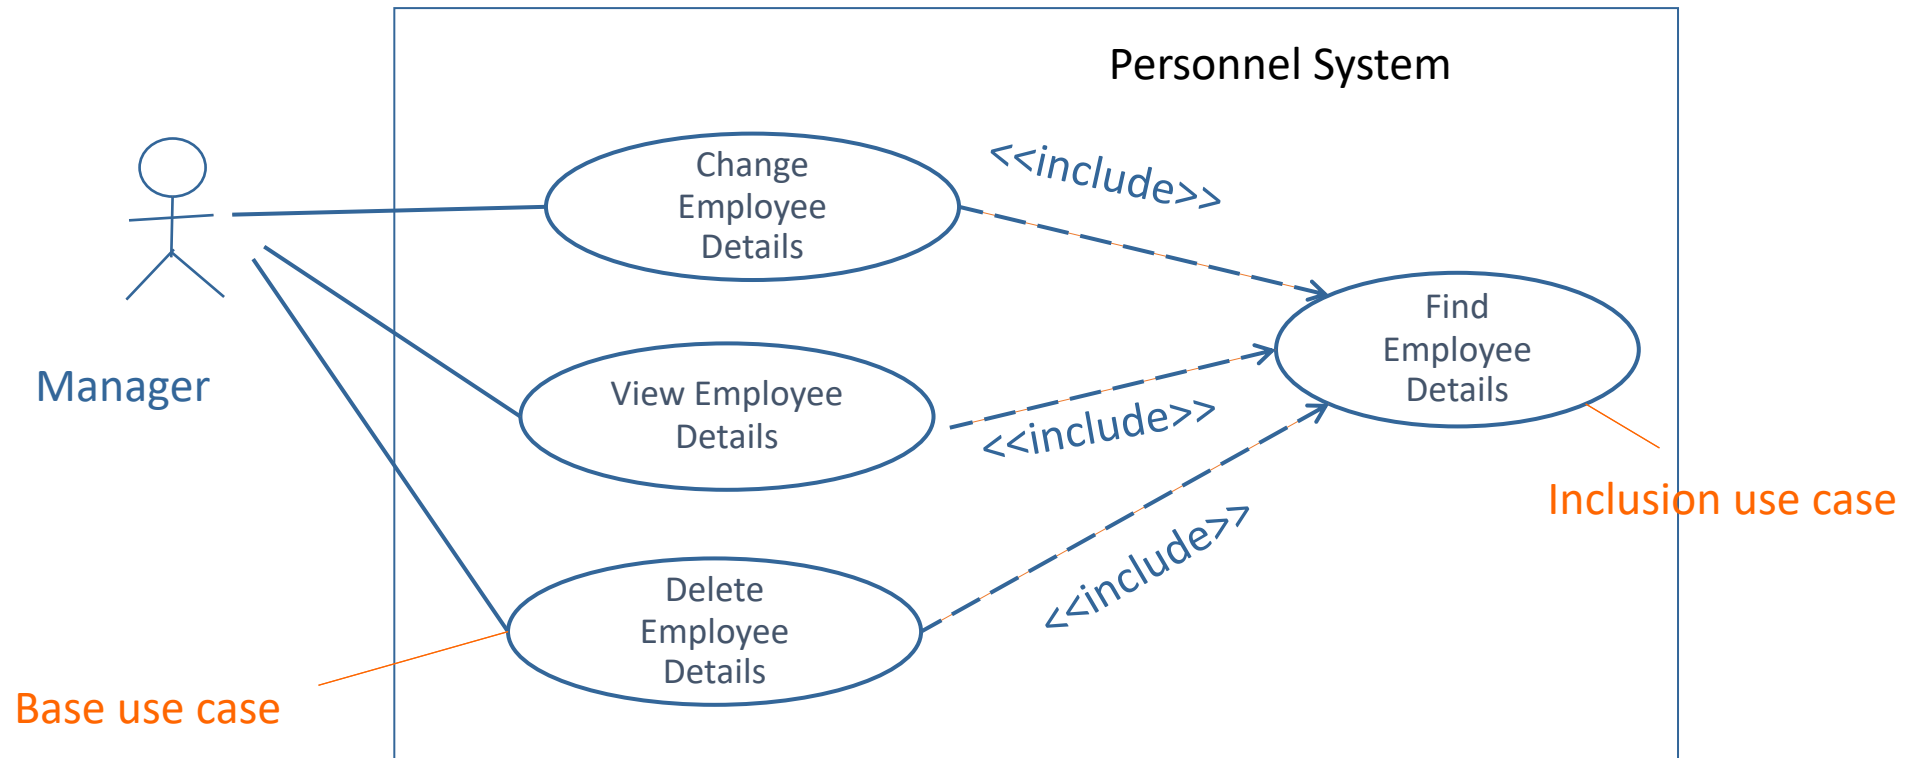 Personnel System
Change
Employee
Details
<<include>>
Find
Employee
Details
Manager
View Employee
Details
<<include>>
Inclusion use case
<<include>>
Delete
Employee
Details
Base use case